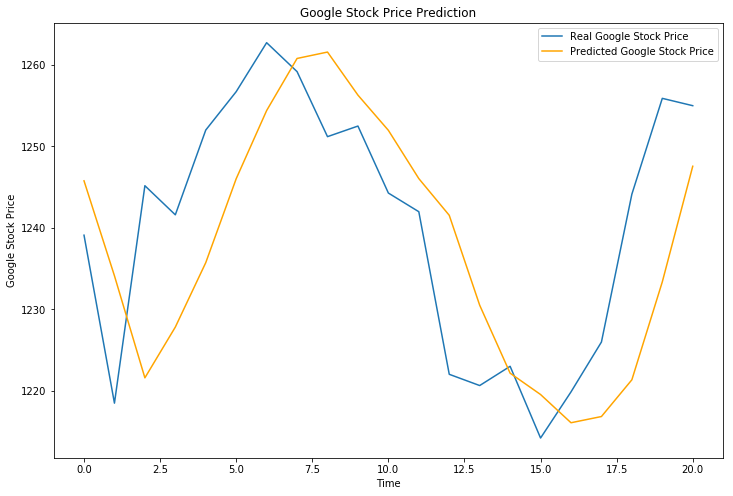 Google Stock Price Prediction
Real Google Stock Price
Predicted Google Stock Price
1260
1250
1240
1230
1220
Google Stock Price
0.0 2.5 5.0 7.5 10.0 12.5 15.0 17.5 20.0
Time